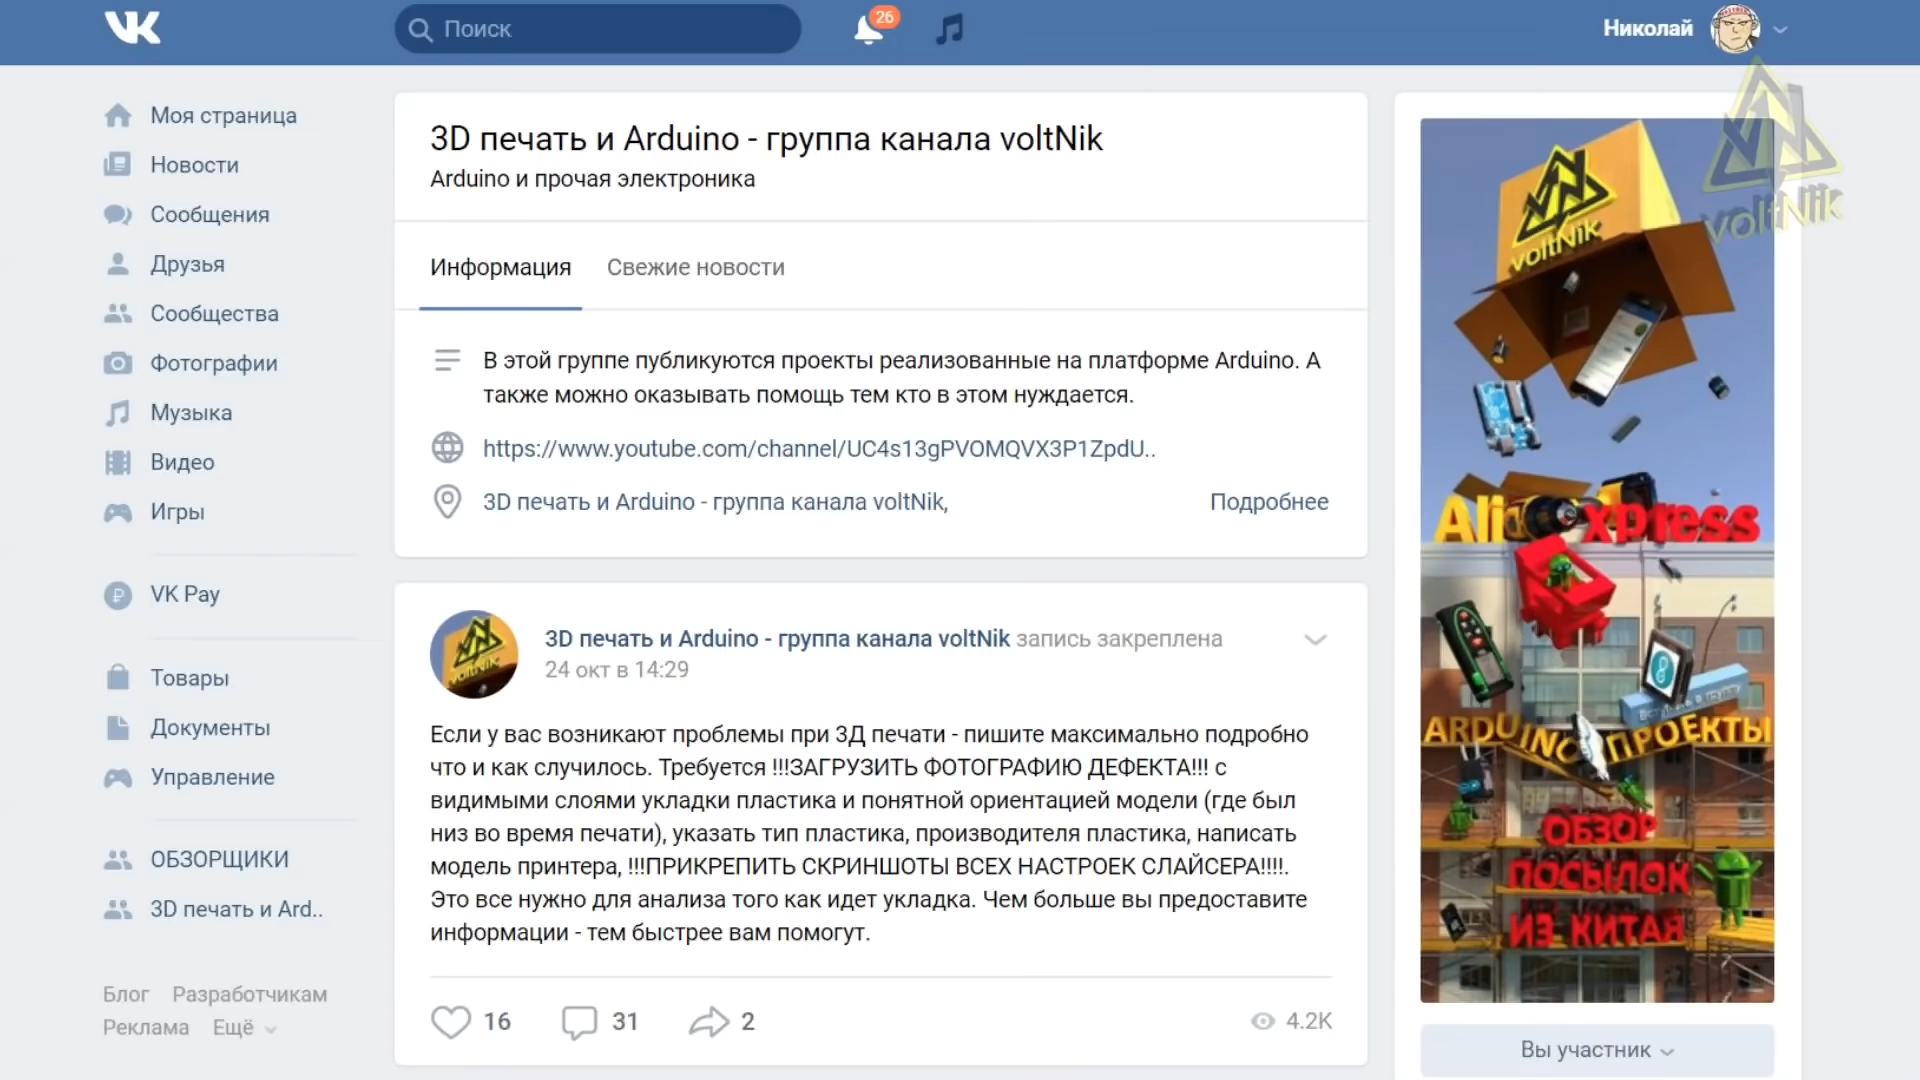 Поиск
26
Николай
Моя страница
Новости
Сообщения
Друзья
Сообщества
Фотографии
Музыка
Видео
Игры
VK Pay
Товары
Документы
Управление
ОБЗОРЩИКИ
3D печать и Ard..
Блог Разработчикам
Реклама Ещё
3D печать и Arduino - группа канала voltNik
Arduino и прочая электроника
Информация Свежие новости
В этой группе публикуются проекты реализованные на платформе Arduino. А
также можно оказывать помощь тем кто в этом нуждается.
https://www.youtube.com/channel/UC4s13gPVOMQVX3P1ZpdU..
3D печать и Arduino - группа канала voltNik,
Подробнее
3D печать и Arduino - группа канала voltNik запись закреплена
24 окт в 14:29
Если у вас возникают проблемы при 3Д печати - пишите максимально подробно
что и как случилось. Требуется !!!ЗАГРУЗИТЬ ФОТОГРАФИЮ ДЕФЕКТА!!! с
видимыми слоями укладки пластика и понятной ориентацией модели (где был
низ во время печати), указать тип пластика, производителя пластика, написать
модель принтера, !!!ПРИКРЕПИТЬ СКРИНШОТЫ ВСЕХ НАСТРОЕК СЛАЙСЕРА!!!!.
Это все нужно для анализа того как идет укладка. Чем больше вы предоставите
информации - тем быстрее вам помогут.
16 31 2
4.2K
voltNik
voltNik
ARDUINO ПРОЕКТЫ
ОБЗОР
ПОСЫЛОК
ИЗ КИТАЯ
Вы участник